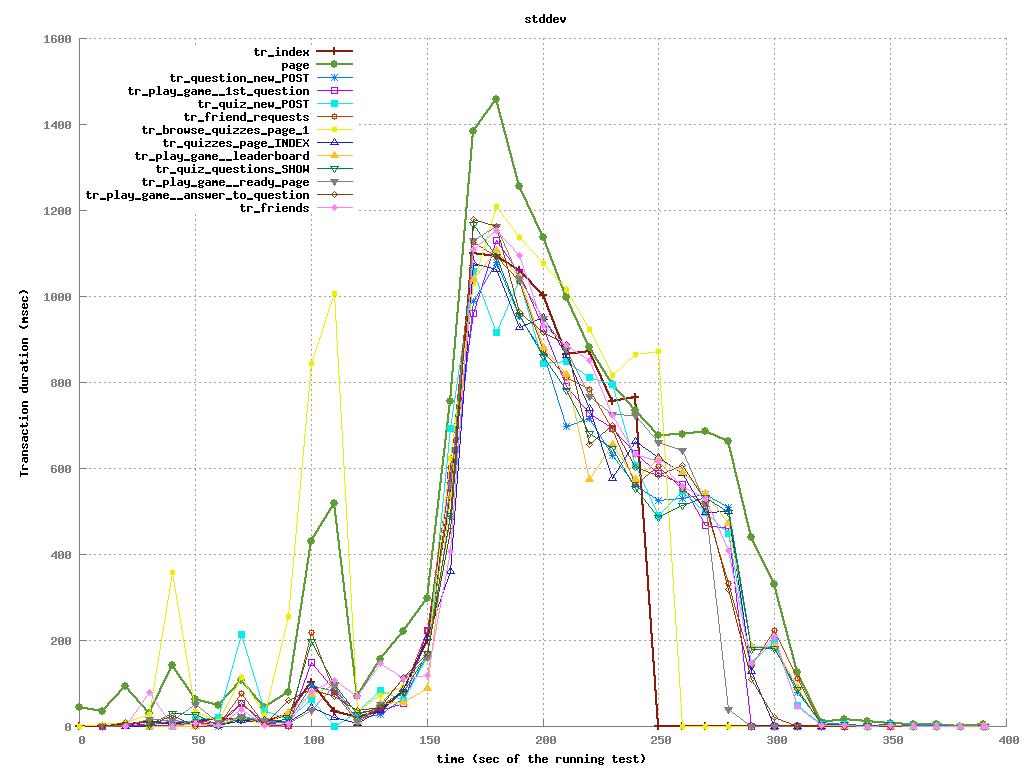 stddev
1600
1400
1200
1000
800
600
400
200
0
Transaction duration (msec)
tr_index
page
tr_question_new_POST
tr_play_game__1st_question
tr_quiz_new_POST
tr_friend_requests
tr_browse_quizzes_page_1
tr_quizzes_page_INDEX
tr_play_game__leaderboard
tr_quiz_questions_SHOW
tr_play_game__ready_page
tr_play_game__answer_to_question
tr_friends
0 50 100 150 200 250 300 350 400
time (sec of the running test)